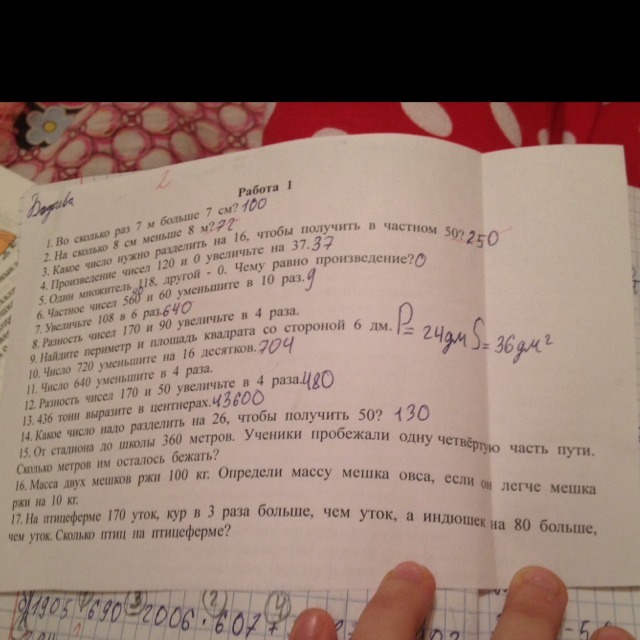 2
Работа 1
1. Во сколько раз 7 м больше 7 см? 100
2. На сколько 8 см меньше 8 м? 72
3. Какое число нужно разделить на 16, чтобы получить в частном 50? 250
4. Произведение чисел 120 и 0 увеличьте на 37. 37
5. Один множитель 18, другой - 0. Чему равно произведение? 0
6. Частное чисел 560 и 60 уменьшите в 10 раз. 9
7. Увеличьте 108 в 6 раз. 640
8. Разность чисел 170 и 90 увеличьте в 4 раза.
9. Найдите периметр и площадь квадрата со стороной 6 дм. P= 24дм S=36дм²
10. Число 720 уменьшите на 16 десятков. 704
11. Число 640 уменьшите в 4 раза.
12. Разность чисел 170 и 50 увеличьте в 4 раза. 480
13. 436 тонн выразите в центнерах. 43600
14. Какое число надо разделить на 26, чтобы получить 50? 130
15. От стадиона до школы 360 метров. Ученики пробежали одну четвёртую часть пути.
Сколько метров им осталось бежать?
16. Масса двух мешков ржи 100 кг. Определи массу мешка овса, если он легче мешка
ржи на 10 кг.
17. На птицеферме 170 уток, кур в 3 раза больше, чем уток, а индюшек на 80 больше,
чем уток. Сколько птиц на птицеферме?
1905 690 2006 · 607